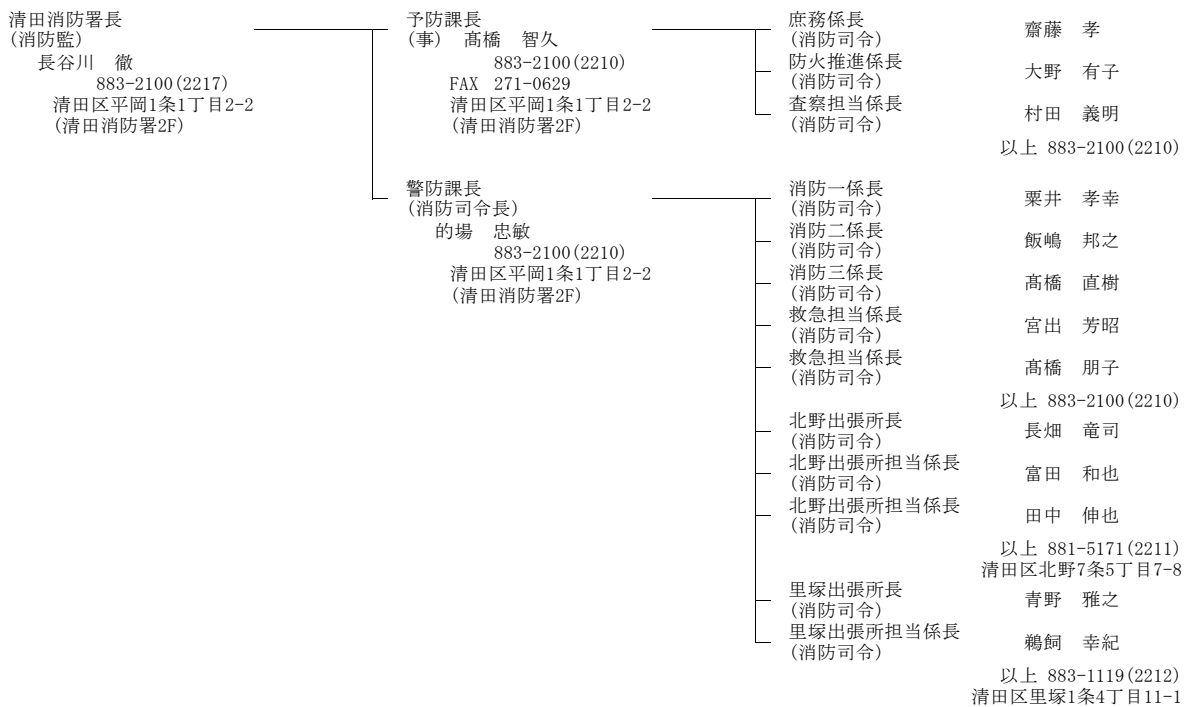 清田消防署長
(消防監)
長谷川　徹
883-2100(2217)
清田区平岡1条1丁目2-2
(清田消防署2F)
予防課長
(事)　髙橋　智久
883-2100(2210)
FAX 271-0629
清田区平岡1条1丁目2-2
(清田消防署2F)
庶務係長
(消防司令)
齋藤　孝
防火推進係長
(消防司令)
大野　有子
査察担当係長
(消防司令)
村田　義明
以上 883-2100(2210)
警防課長
(消防司令長)
的場　忠敏
883-2100(2210)
清田区平岡1条1丁目2-2
(清田消防署2F)
消防一係長
(消防司令)
粟井　孝幸
消防二係長
(消防司令)
飯嶋　邦之
消防三係長
(消防司令)
髙橋　直樹
救急担当係長
(消防司令)
宮出　芳昭
救急担当係長
(消防司令)
髙橋　朋子
以上 883-2100(2210)
北野出張所長
(消防司令)
長畑　竜司
北野出張所担当係長
(消防司令)
富田　和也
北野出張所担当係長
(消防司令)
田中　伸也
以上 881-5171(2211)
清田区北野7条5丁目7-8
里塚出張所長
(消防司令)
青野　雅之
里塚出張所担当係長
(消防司令)
鵜飼　幸紀
以上 883-1119(2212)
清田区里塚1条4丁目11-1